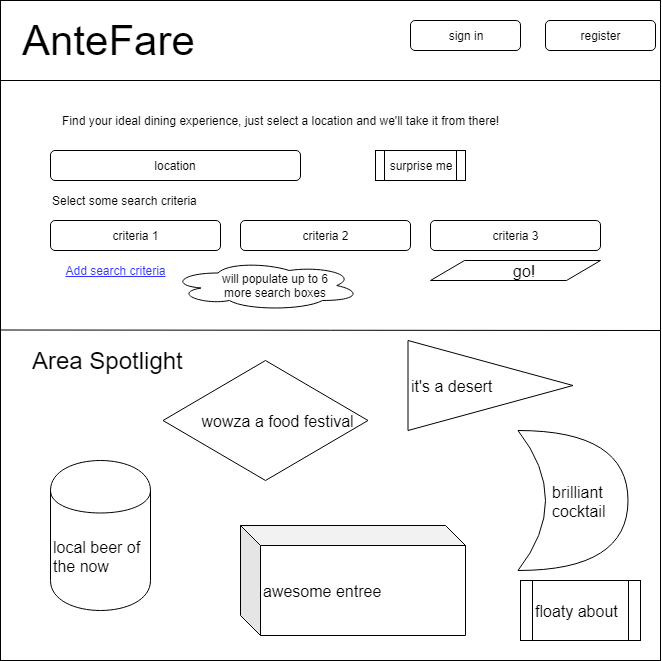 AnteFare
sign in
register
Find your ideal dining experience, just select a location and we'll take it from there!
location
surprise me
Select some search criteria
criteria 1
criteria 2
criteria 3
Add search criteria
will populate up to 6
more search boxes
go!
Area Spotlight
it's a desert
wowza a food festival
brilliant
cocktail
local beer of
the now
awesome entree
floaty about